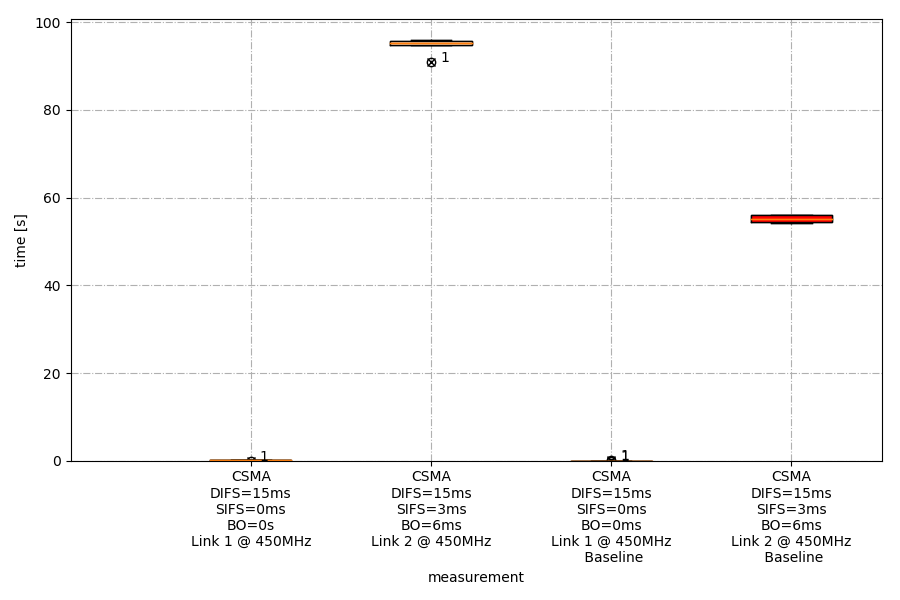 100
80
60
40
20
0
time [s]
1
1
1
CSMA
DIFS=15ms
SIFS=0ms
BO=0s
Link 1 @ 450MHz
CSMA
DIFS=15ms
SIFS=3ms
BO=6ms
Link 2 @ 450MHz
CSMA
DIFS=15ms
SIFS=0ms
BO=0ms
Link 1 @ 450MHz
Baseline
CSMA
DIFS=15ms
SIFS=3ms
BO=6ms
Link 2 @ 450MHz
Baseline
measurement